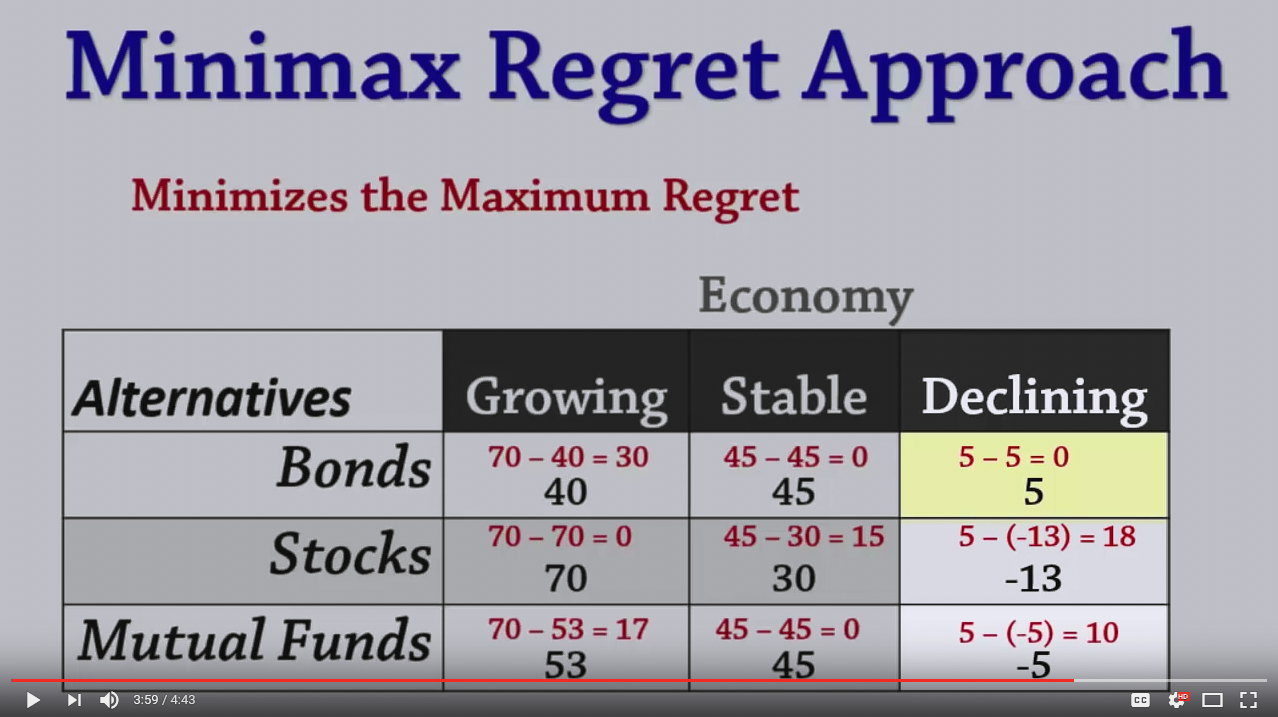 Minimax Regret Approach
Minimizes the Maximum Regret
Economy
Alternatives Growing Stable Declining
70 – 40 = 30 45 – 45 = 0 5 – 5 = 0
Bonds 40 45 5
70 – 70 = 0 45 – 30 = 15 5 – (-13) = 18
Stocks 70 30 -13
70 – 53 = 17 45 – 45 = 0 5 – (-5) = 10
Mutual Funds 53 45 -5
3:59 / 4:43 CC HD